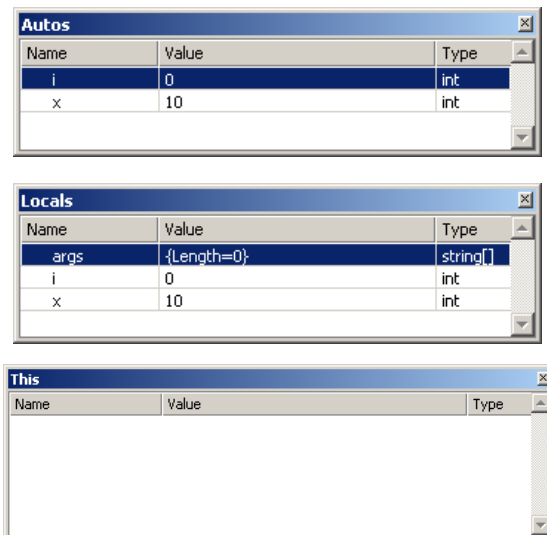 Autos
Name Value Type
i 0 int
x 10 int
Locals
Name Value Type
args {Length=0} string[]
i 0 int
x 10 int
This
Name Value Type